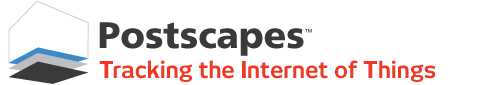 Postscapes™
Tracking the Internet of Things